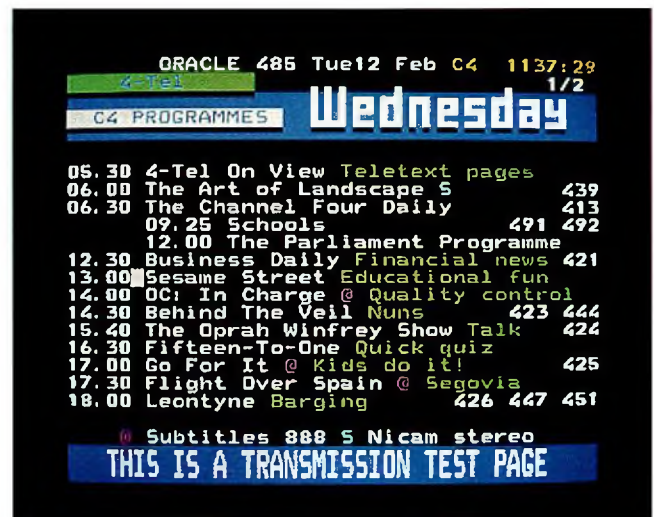 ORACLE 485 Tue12 Feb C4 1137:29
4-Tel 1/2
C4 PROGRAMMES Wednesday
05.30 4-Tel On View Teletext pages
06.00 The Art of Landscape S 439
06.30 The Channel Four Daily 413
09.25 Schools 491 492
12.00 The Parliament Programme
12.30 Business Daily Financial news 421
13.00 Sesame Street Educational fun
14.00 OC: In Charge @ Quality control
14.30 Behind The Veil Nuns 423 444
15.40 The Oprah Winfrey Show Talk 424
16.30 Fifteen-To-One Quick quiz
17.00 Go For It @ Kids do it! 425
17.30 Flight Over Spain @ Segovia
18.00 Leontyne Barging 426 447 451
@ Subtitles 888 S Nicam stereo
THIS IS A TRANSMISSION TEST PAGE